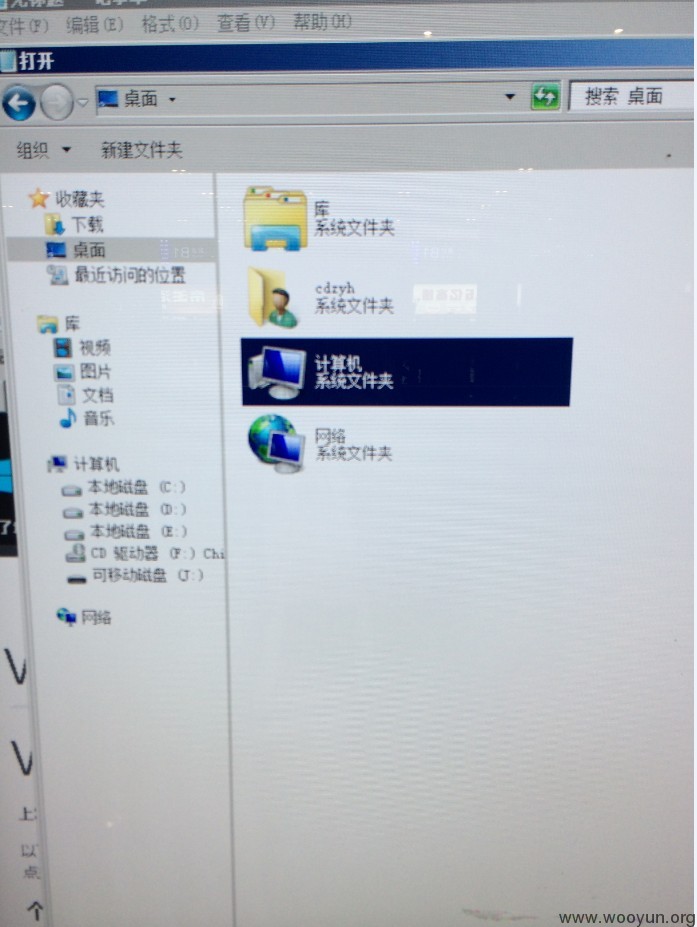 文件(F) 编辑(E) 格式(O) 查看(V) 帮助(H)
打开
桌面
搜索 桌面
组织
新建文件夹
收藏夹
下载
桌面
最近访问的位置
库
视频
图片
文档
音乐
计算机
本地磁盘 (C:)
本地磁盘 (D:)
本地磁盘 (E:)
CD 驱动器 (F:) Chi
可移动磁盘 (J:)
网络
库
系统文件夹
cdzyh
系统文件夹
计算机
系统文件夹
网络
系统文件夹
www.wooyun.org